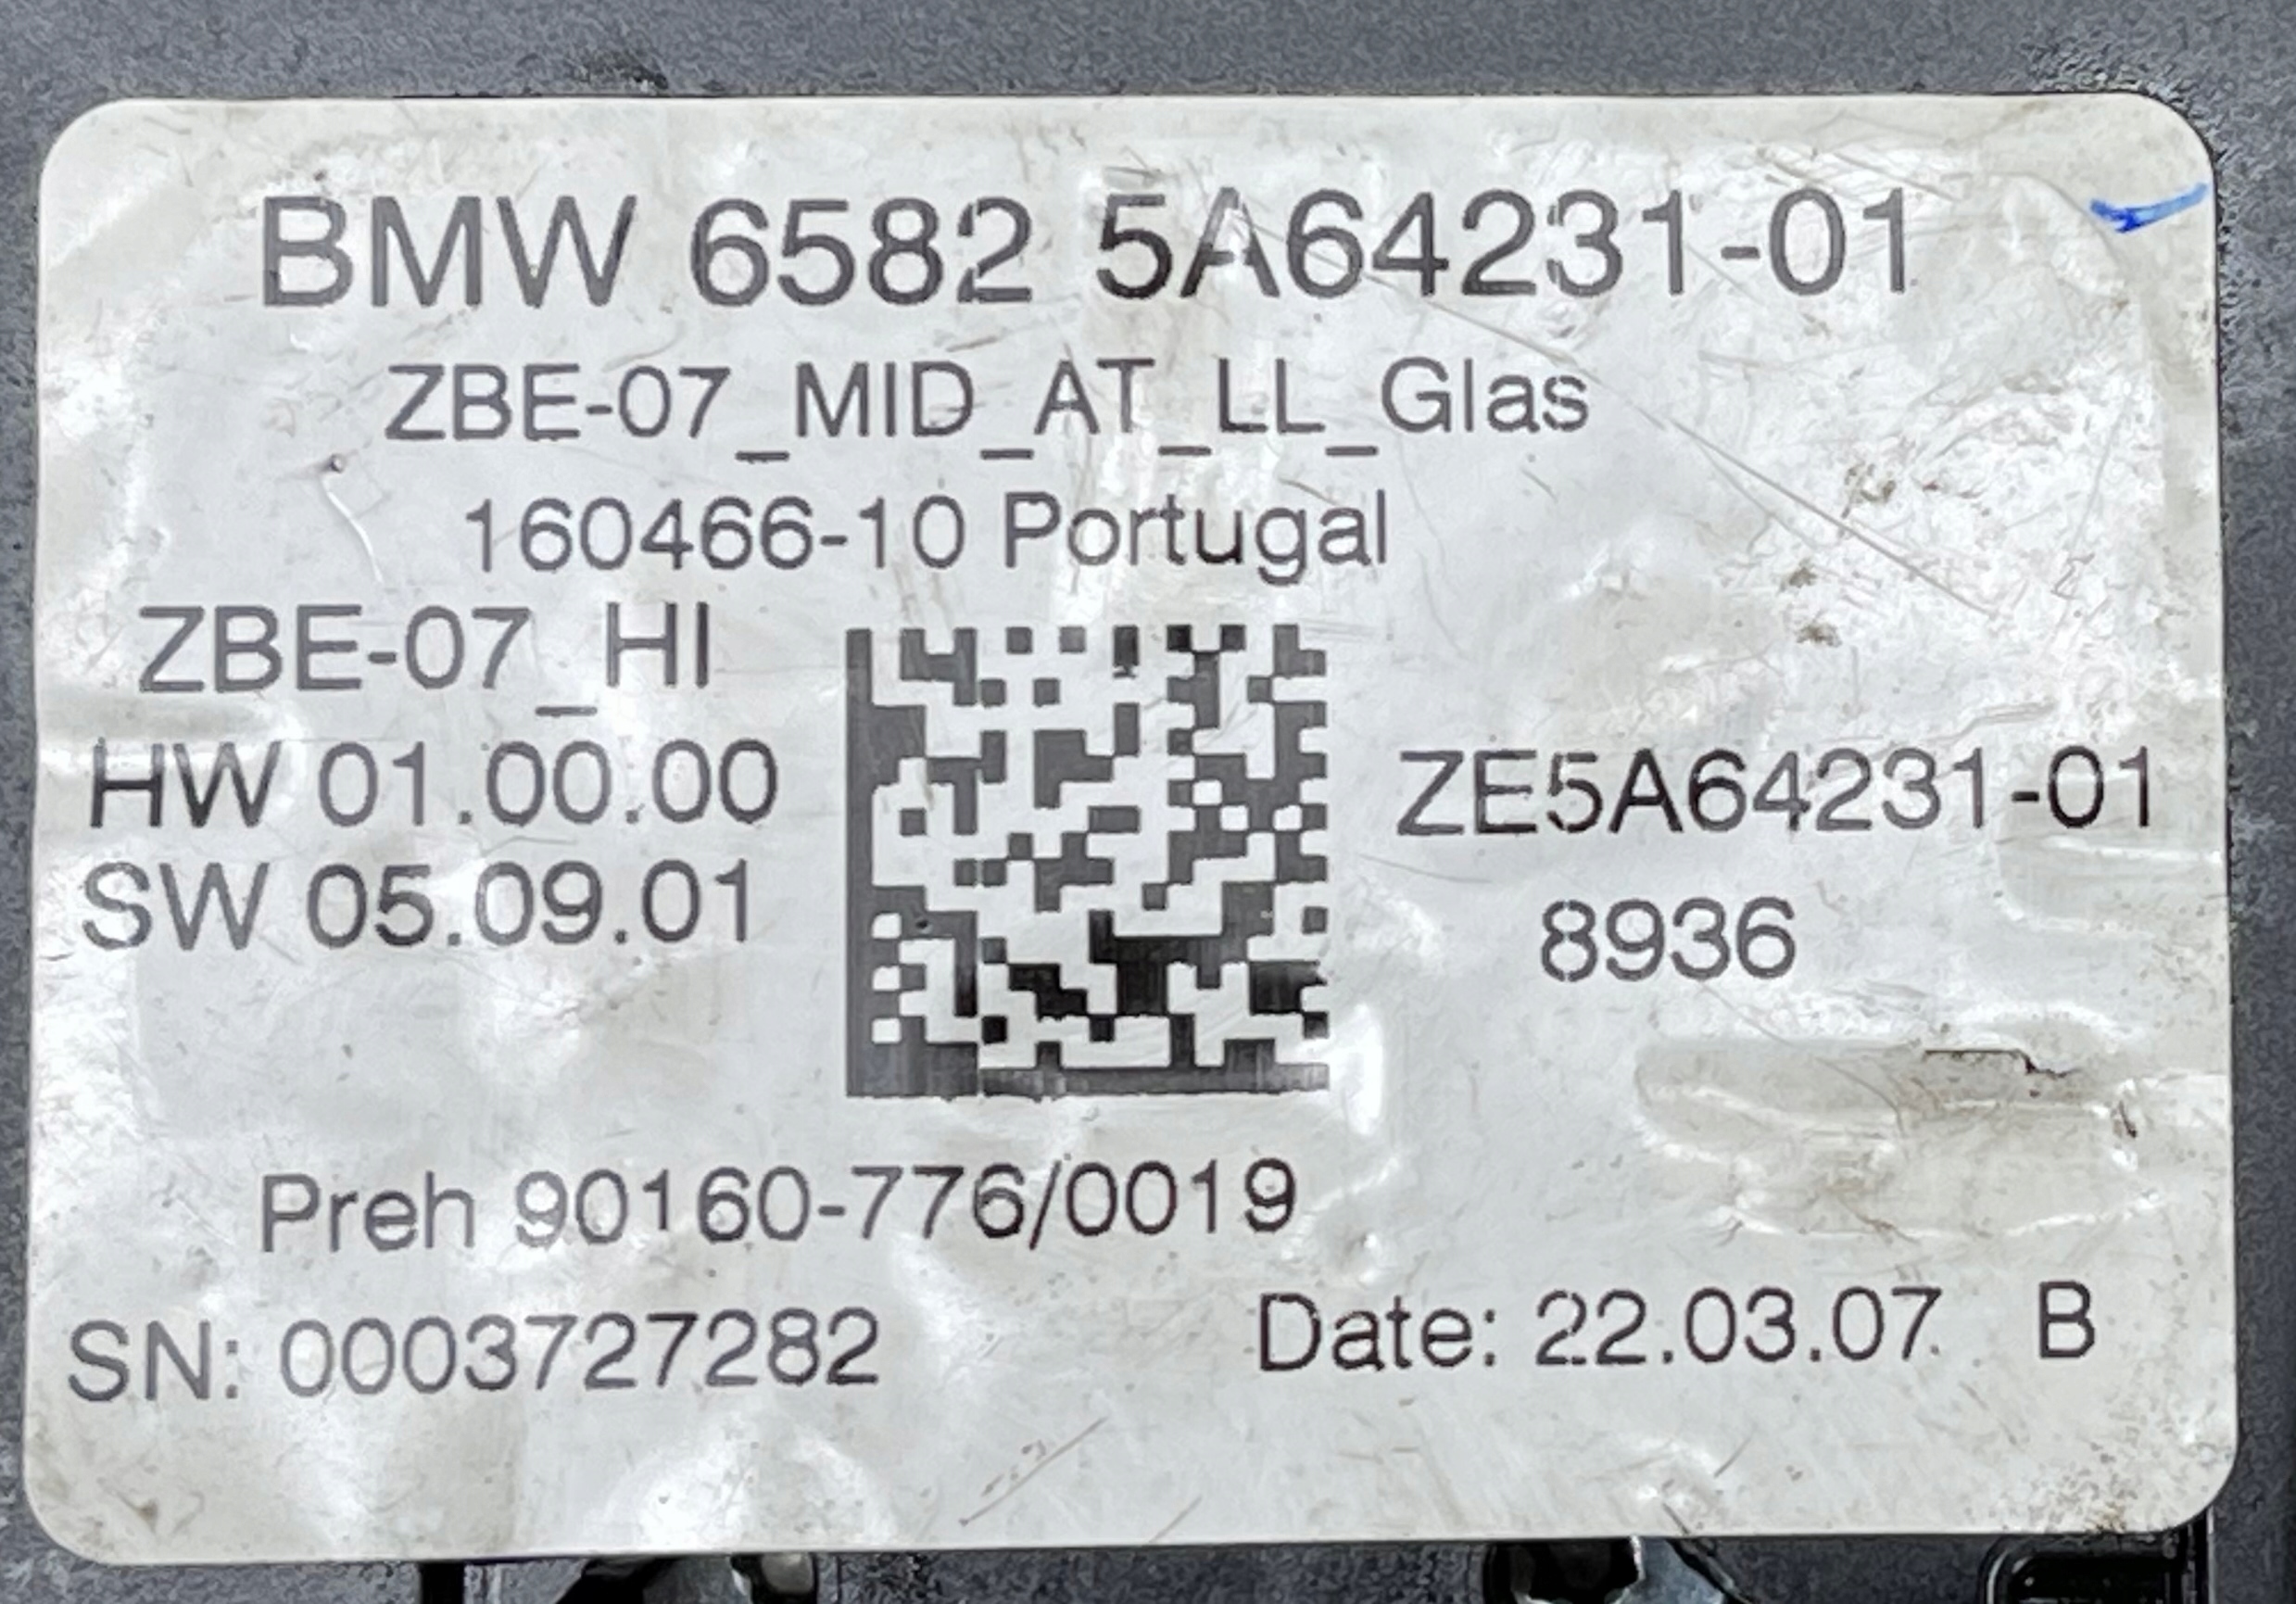 BMW 6582 5A64231-01
ZBE-07_MID_AT_LL_Glas
160466-10 Portugal
ZBE-07_HI
HW 01.00.00
SW 05.09.01
ZE5A64231-01
8936
Preh 90160-776/0019
SN: 0003727282
Date: 22.03.07 B